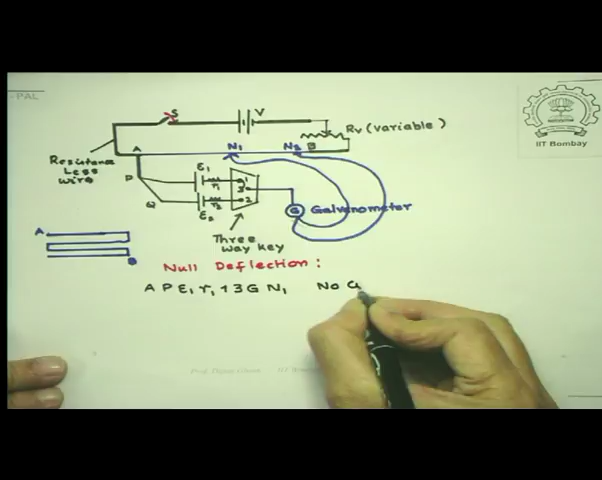 PAL
S
V
Rv (variable)
A
N1
N2
B
IIT Bombay
Resistance
Less
wire
P
E1
r1
1
3
Q
r2
2
E2
G
Galvanometer
Three
way key
A
B
Null Deflection:
A P E1 r1 1 3 G N1 No C